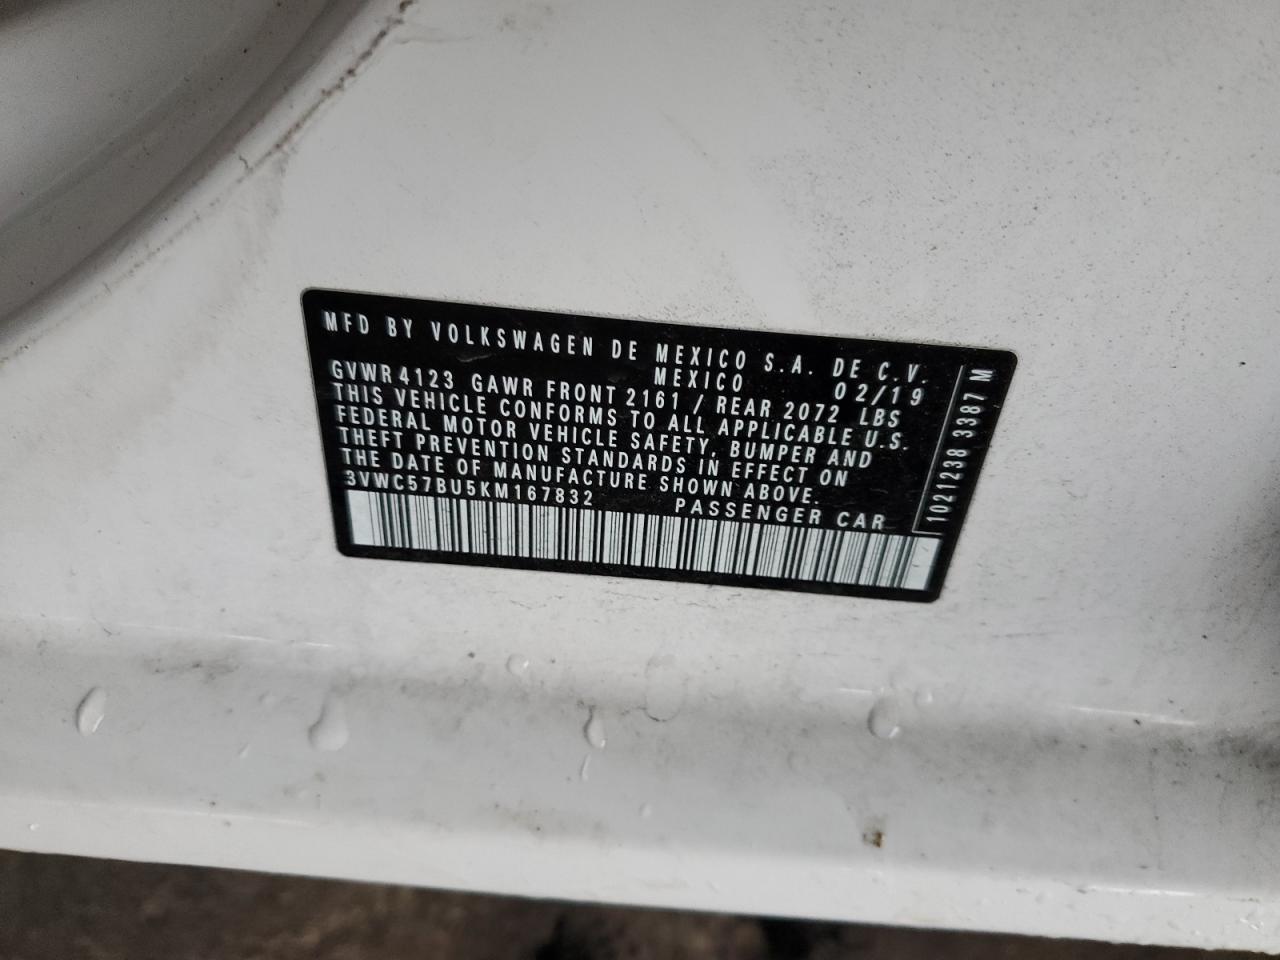 MFD BY VOLKSWAGEN DE MEXICO S.A. DE C.V.
MEXICO 02/19
GVWR 4123 GAWR FRONT 2161 / REAR 2072 LBS
THIS VEHICLE CONFORMS TO ALL APPLICABLE U.S.
FEDERAL MOTOR VEHICLE SAFETY, BUMPER AND
THEFT PREVENTION STANDARDS IN EFFECT ON
THE DATE OF MANUFACTURE SHOWN ABOVE.
3VWC57BU5KM167832 PASSENGER CAR
1021238 3387 M